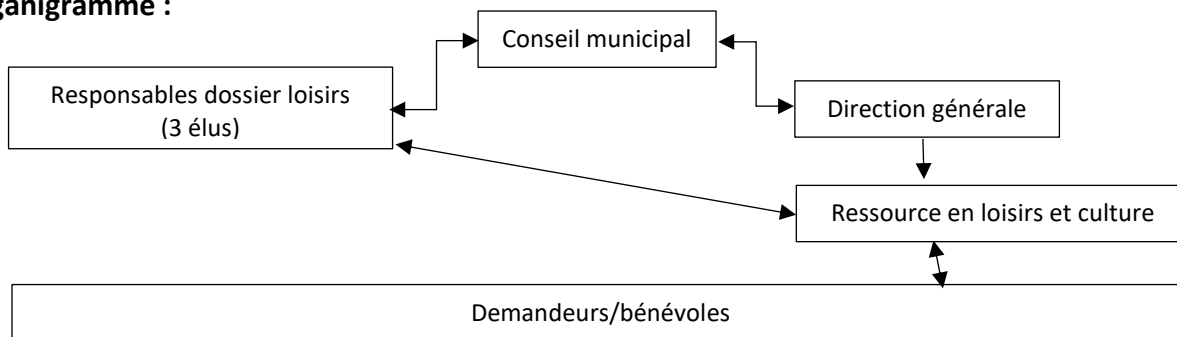 ganigramme :
Conseil municipal
Responsables dossier loisirs
(3 élus)
Direction générale
Ressource en loisirs et culture
Demandeurs/bénévoles